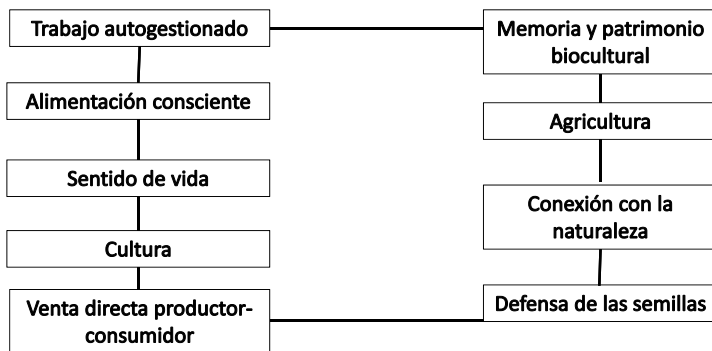 Trabajo autogestionado
Alimentación consciente
Sentido de vida
Cultura
Venta directa productor-
consumidor
Memoria y patrimonio
biocultural
Agricultura
Conexión con la
naturaleza
Defensa de las semillas